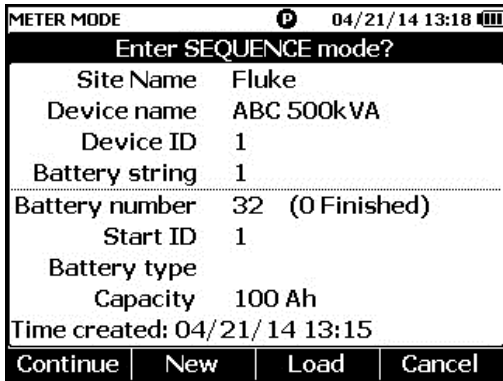 METER MODE P 04/21/14 13:18
Enter SEQUENCE mode?
Site Name Fluke
Device name ABC 500kVA
Device ID 1
Battery string 1
Battery number 32 (0 Finished)
Start ID 1
Battery type
Capacity 100 Ah
Time created: 04/21/14 13:15
Continue New Load Cancel